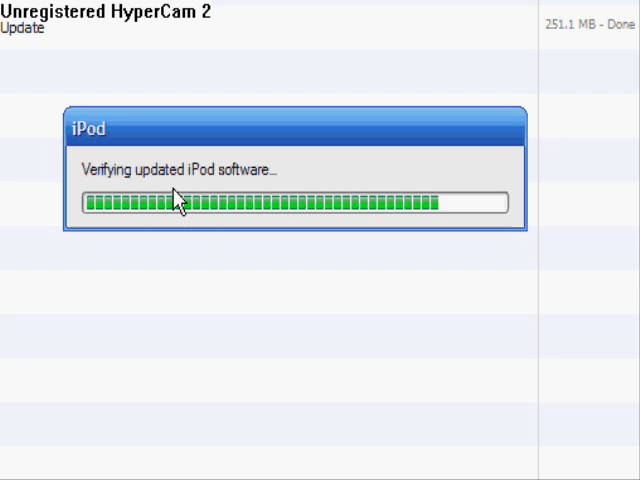 Unregistered HyperCam 2
Update
251.1 MB - Done
iPod
Verifying updated iPod software...